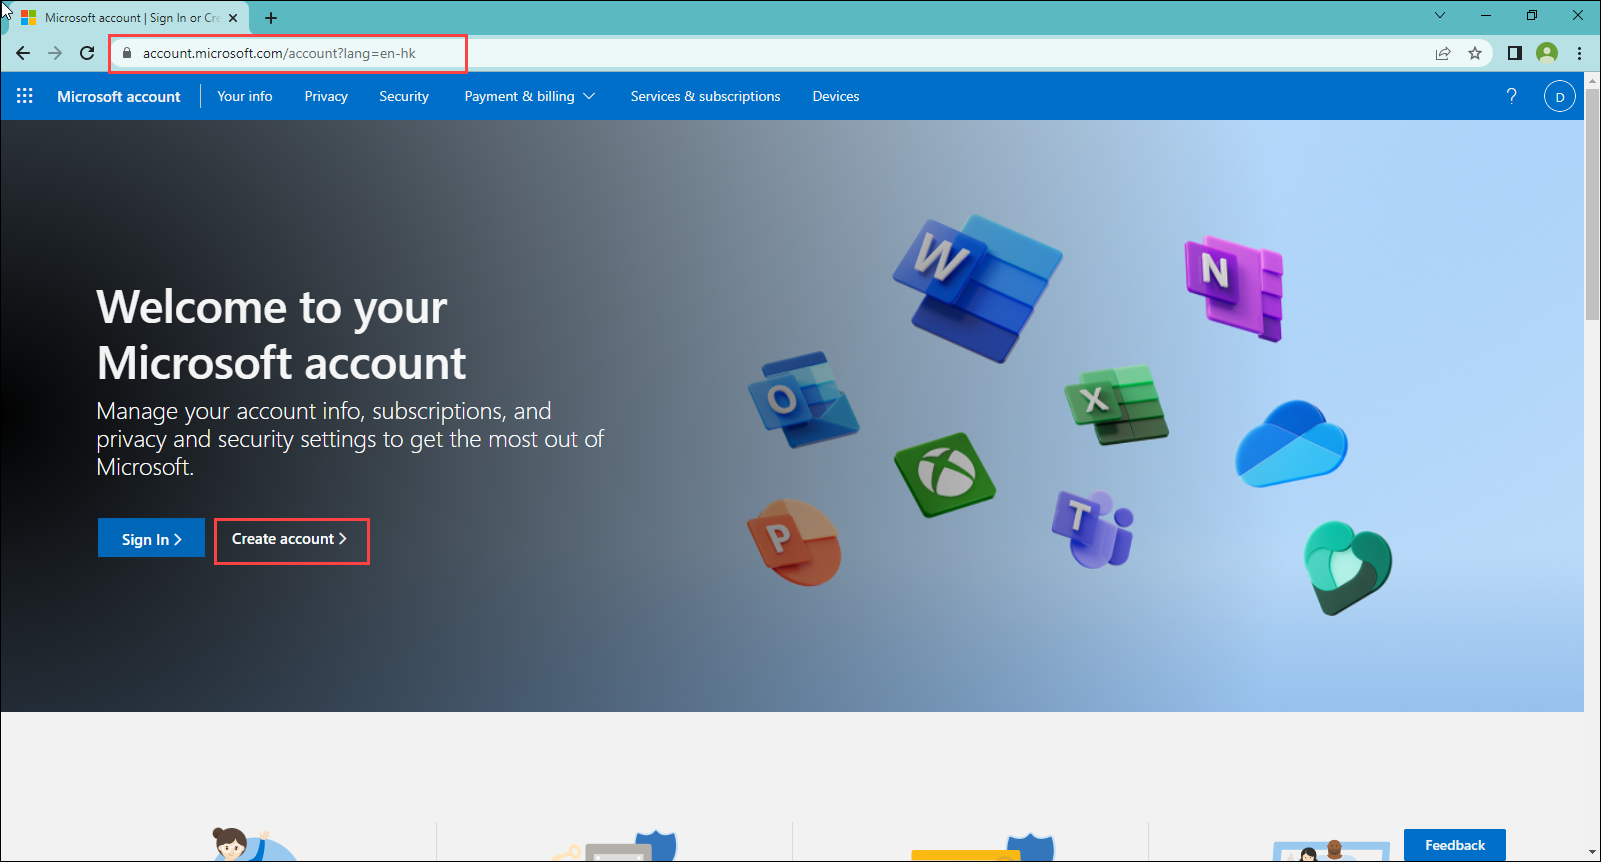 Microsoft account | Sign In or Cre
account.microsoft.com/account?lang=en-hk
Microsoft account
Your info
Privacy
Security
Payment & billing
Services & subscriptions
Devices
?
D
Welcome to your
Microsoft account
Manage your account info, subscriptions, and
privacy and security settings to get the most out of
Microsoft.
Sign In
Create account
W
N
O
X
P
T
Feedback